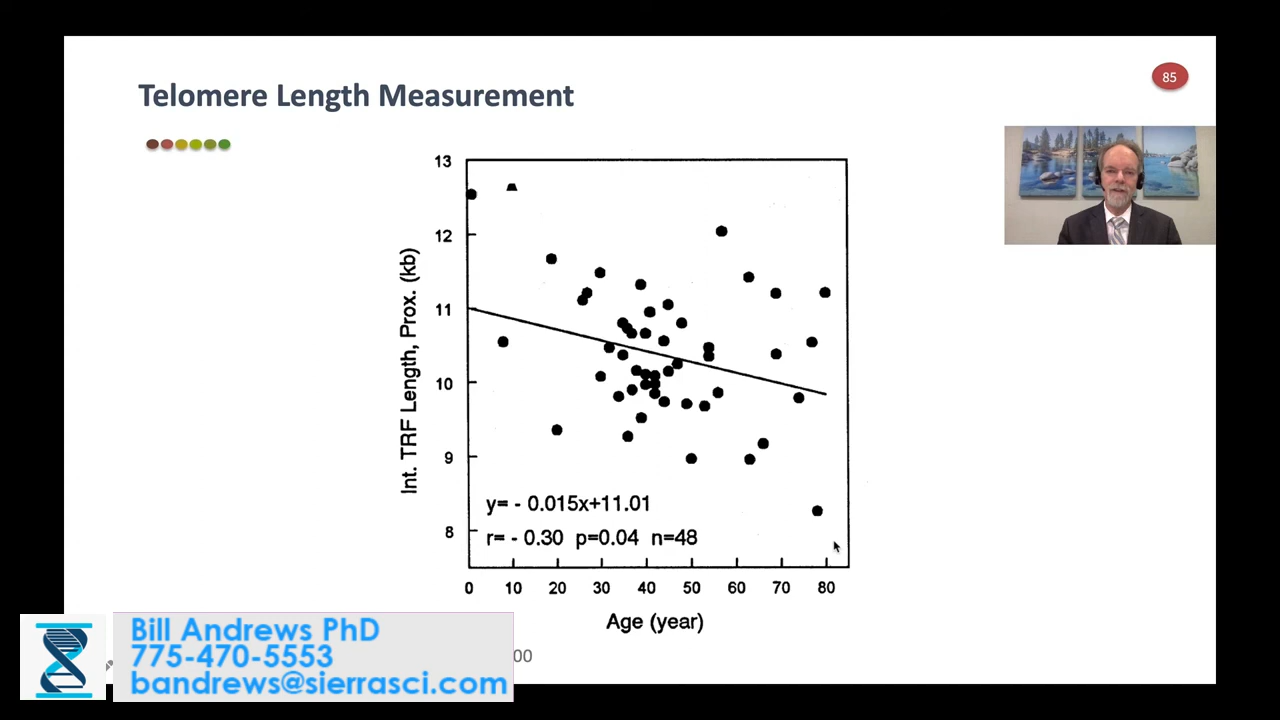 Telomere Length Measurement
85
13
12
11
10
9
8
Int. TRF Length, Prox. (kb)
y= - 0.015x+11.01
r= - 0.30 p=0.04 n=48
0 10 20 30 40 50 60 70 80
Age (year)
Bill Andrews PhD
775-470-5553
bandrews@sierrasci.com
00